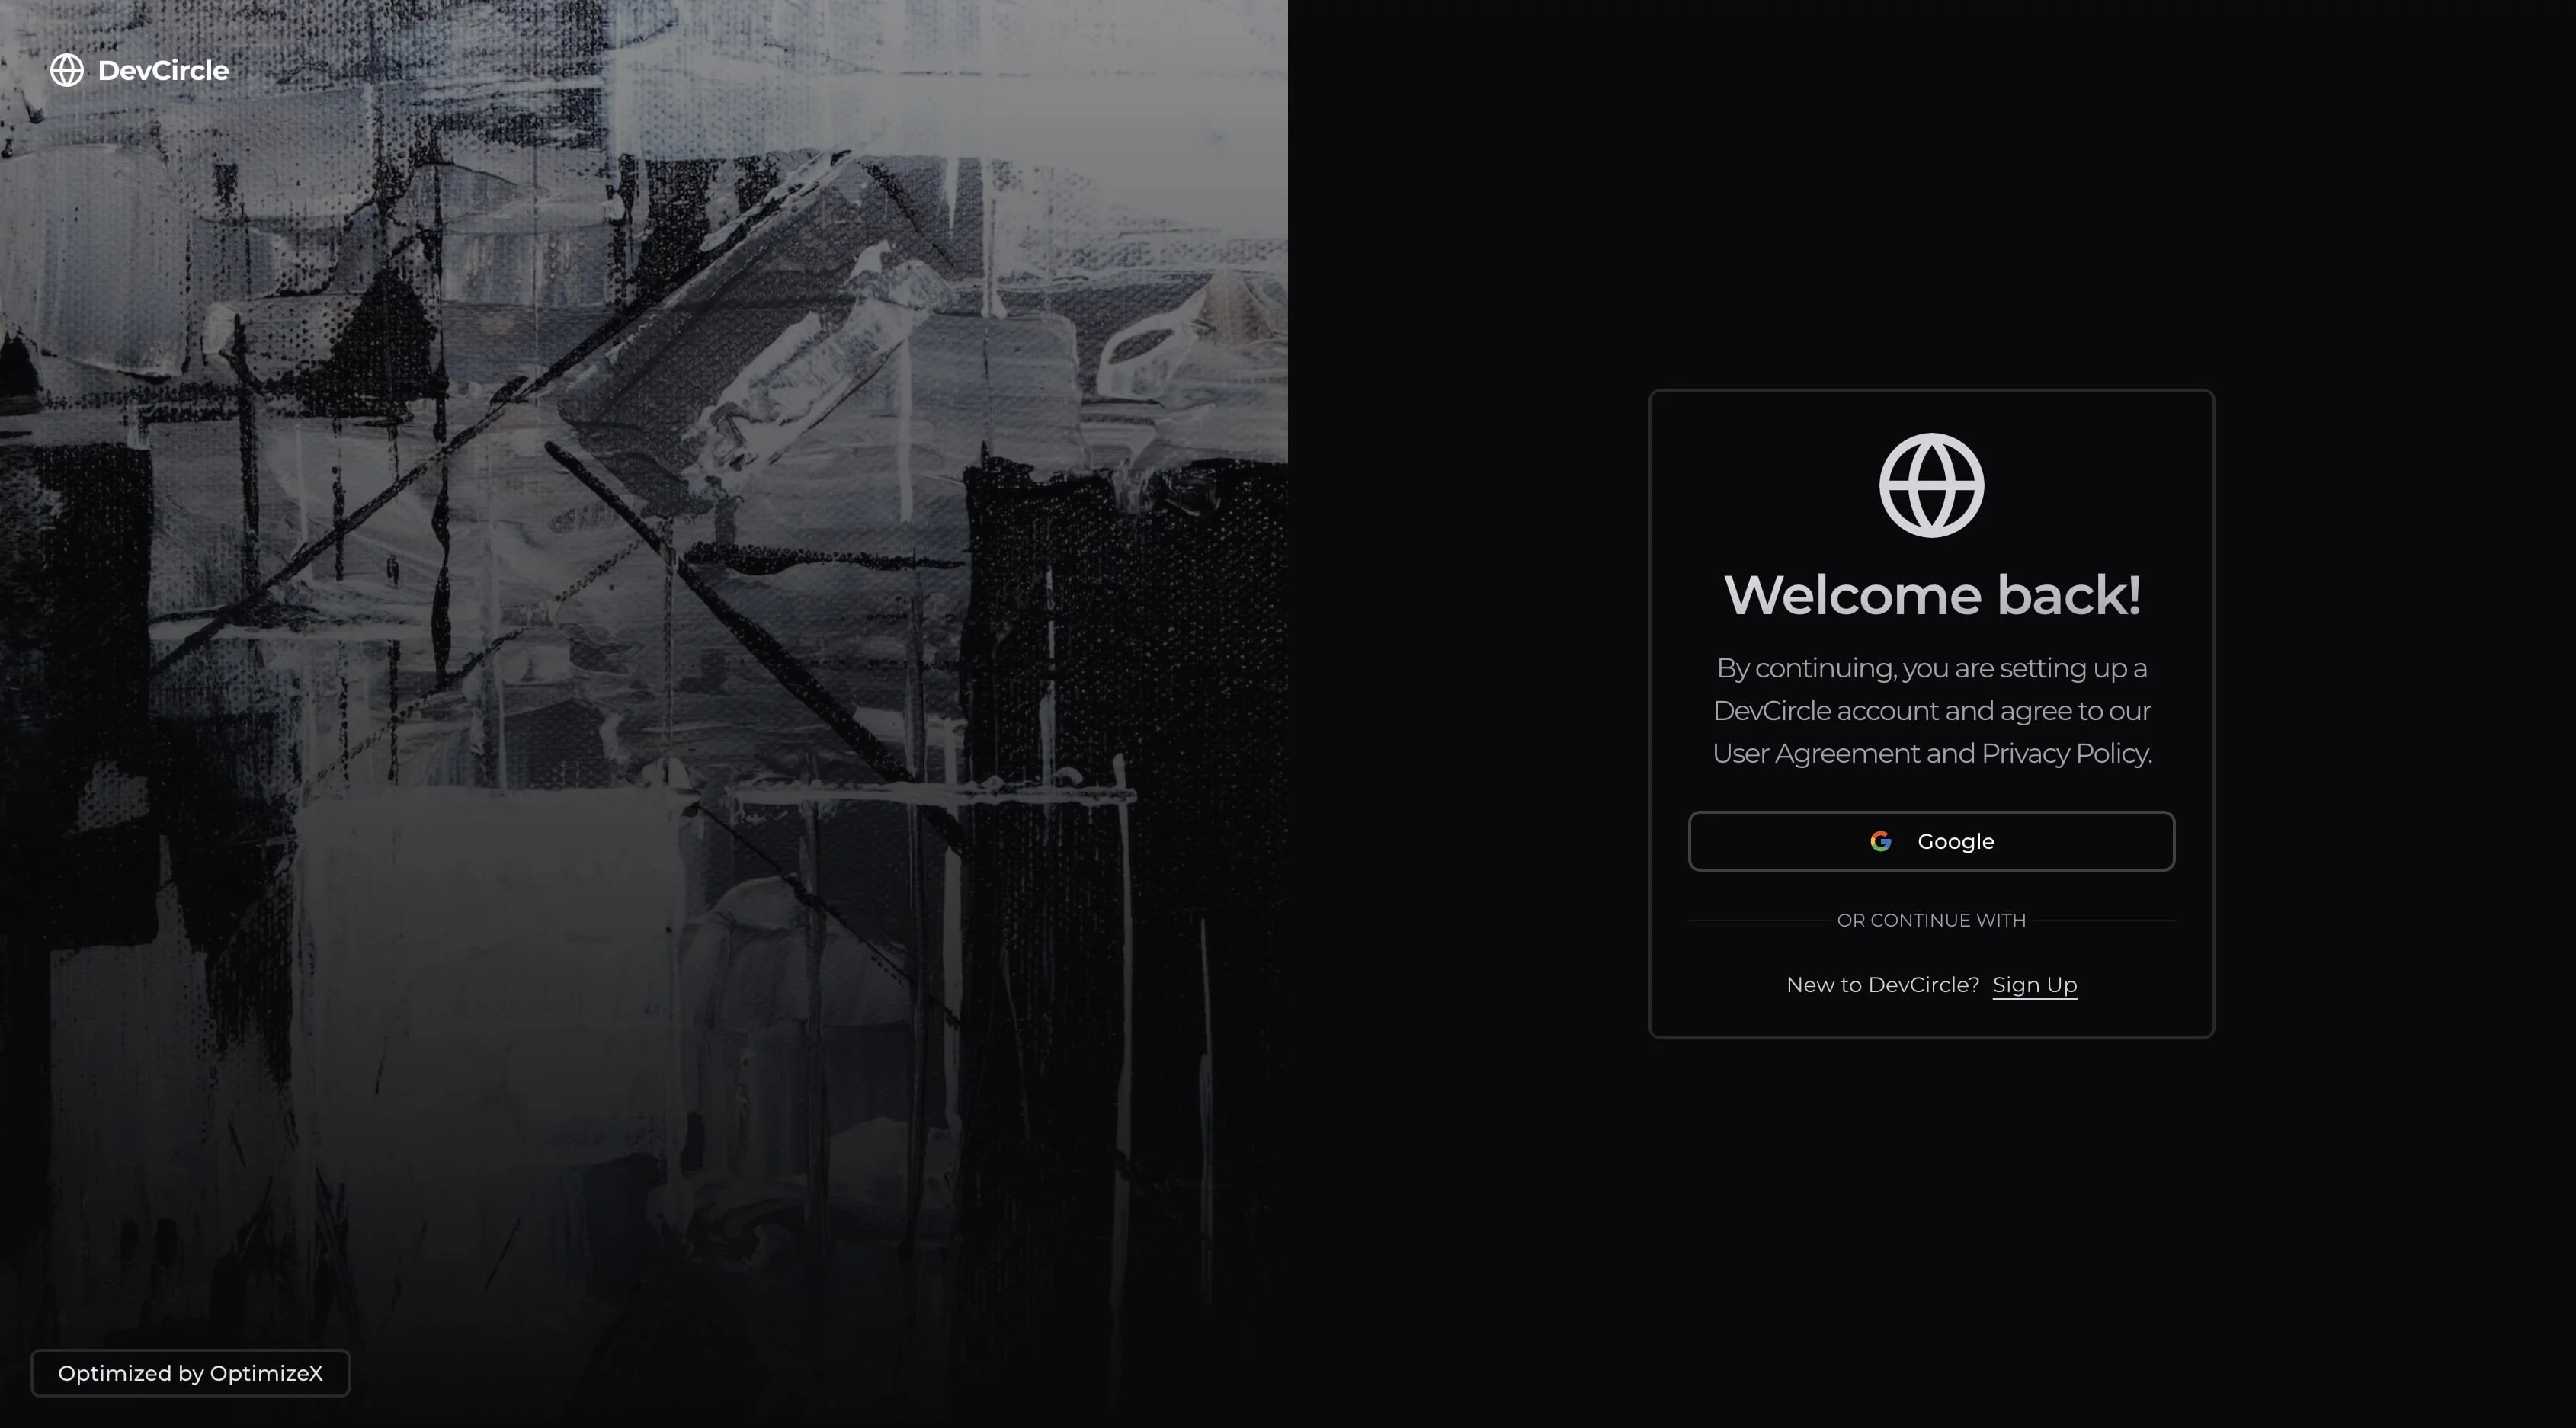 DevCircle
Welcome back!
By continuing, you are setting up a
DevCircle account and agree to our
User Agreement and Privacy Policy.
Google
OR CONTINUE WITH
New to DevCircle? Sign Up
Optimized by OptimizeX